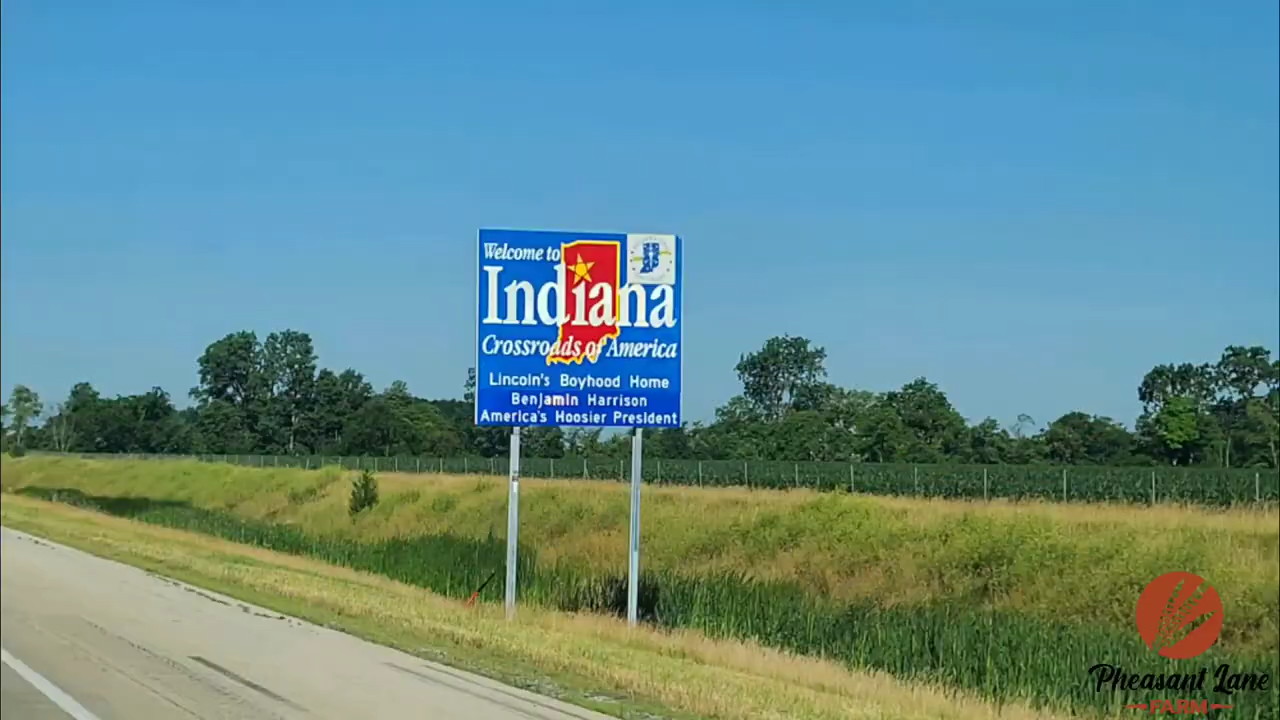 Welcome to
Indiana
Crossroads of America
Lincoln's Boyhood Home
Benjamin Harrison
America's Hoosier President
Pheasant Lane
FARM